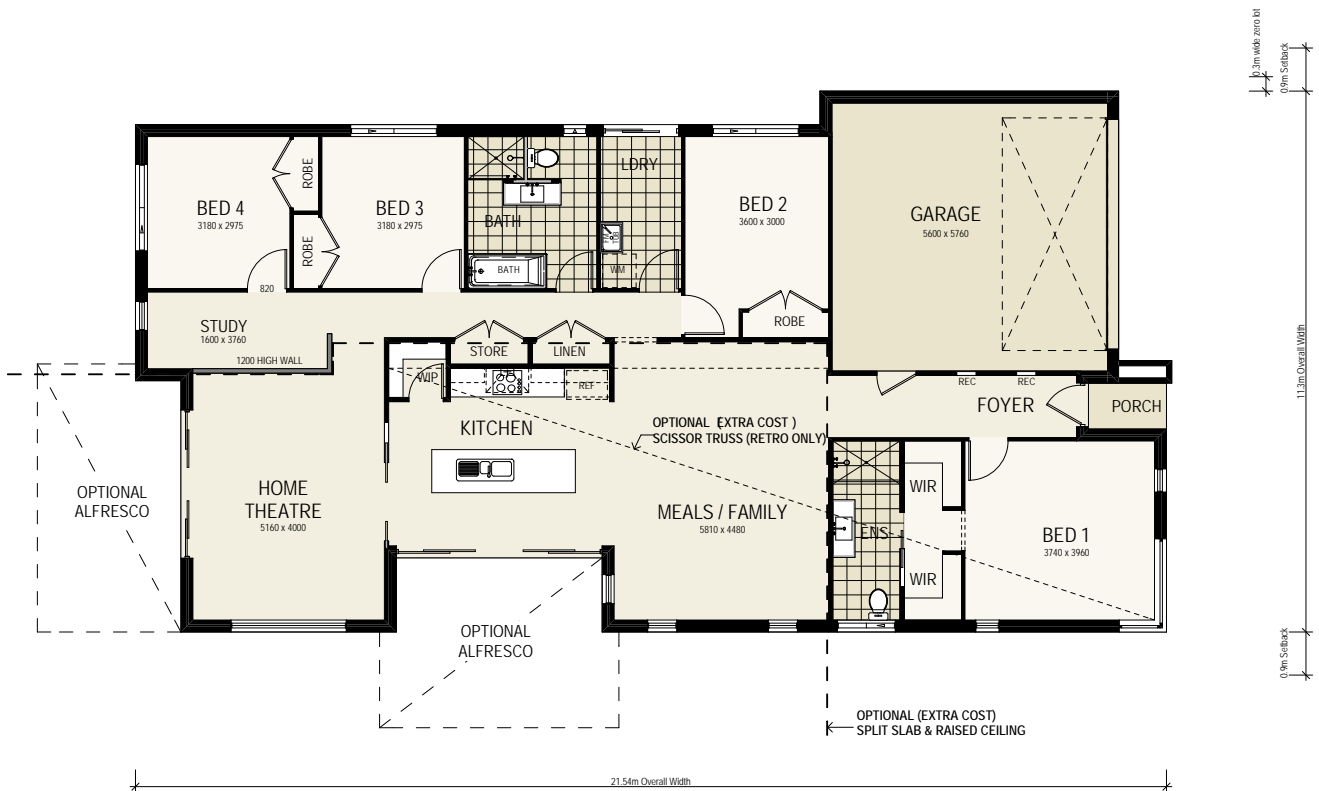 0.3m wide zero lot
0.9m Setback
BED 4
3180 x 2975
ROBE
ROBE
BED 3
3180 x 2975
BATH
BATH
LDRY
WM
BED 2
3600 x 3000
ROBE
GARAGE
5600 x 5760
820
STUDY
1600 x 3760
1200 HIGH WALL
STORE
LINEN
WIP
REF
REC
REC
FOYER
PORCH
11.3m Overall Width
KITCHEN
OPTIONAL (EXTRA COST )
SCISSOR TRUSS (RETRO ONLY)
OPTIONAL
ALFRESCO
HOME
THEATRE
5160 x 4000
MEALS / FAMILY
5810 x 4480
ENS
WIR
WIR
BED 1
3740 x 3960
OPTIONAL
ALFRESCO
0.9m Setback
OPTIONAL (EXTRA COST)
SPLIT SLAB & RAISED CEILING
21.54m Overall Width